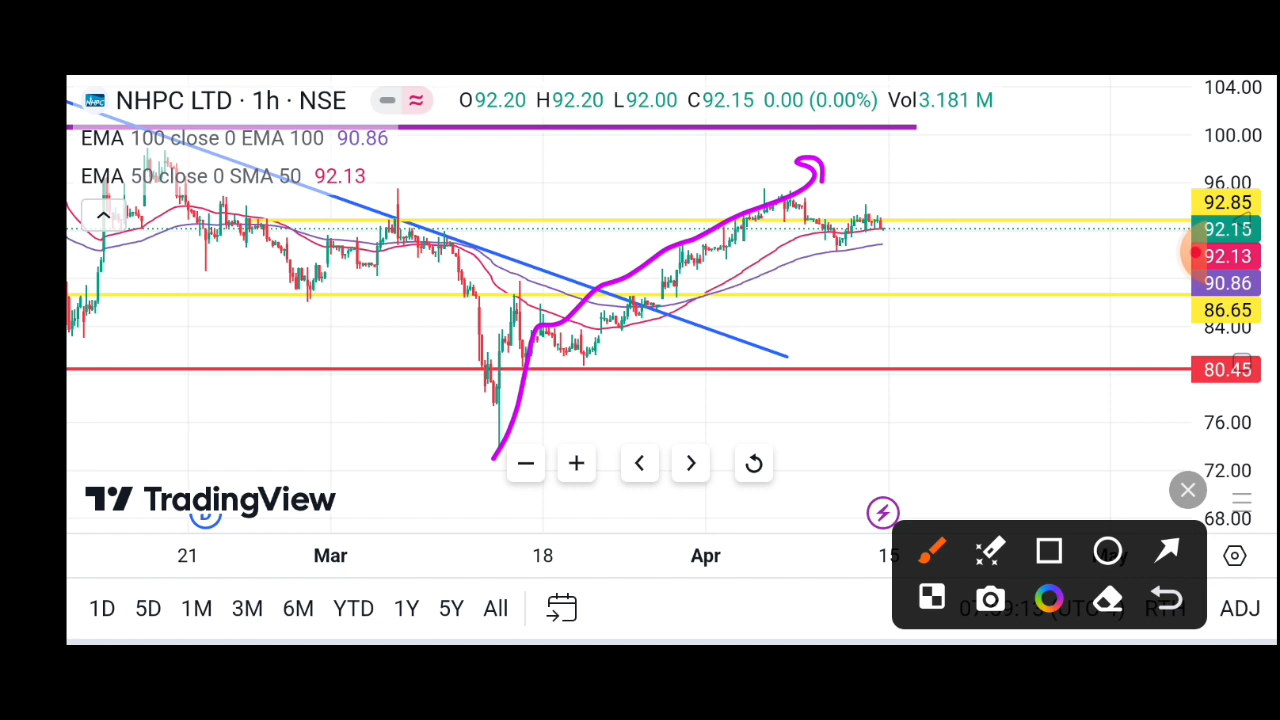 NHPC LTD · 1h · NSE O92.20 H92.20 L92.00 C92.15 0.00 (0.00%) Vol3.181 M
EMA 100 close 0 EMA 100 90.86
EMA 50 close 0 SMA 50 92.13
104.00
100.00
96.00
92.85
92.15
92.13
90.86
86.65
84.00
80.45
76.00
72.00
68.00
TradingView
21 Mar 18 Apr 15 May
1D 5D 1M 3M 6M YTD 1Y 5Y All RTH ADJ